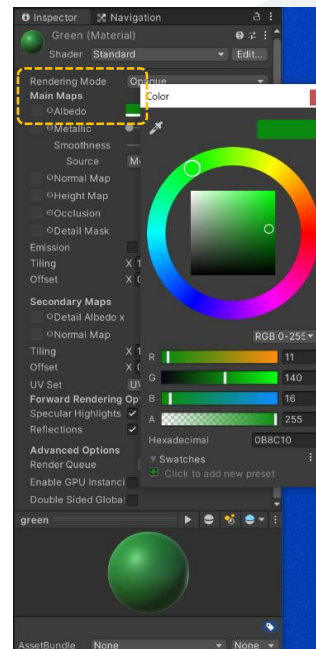 Inspector Navigation
Green (Material)
Shader Standard Edit...
Rendering Mode Opaque
Main Maps
Color
Albedo
Metallic
Smoothness
Source
Normal Map
Height Map
Occlusion
Detail Mask
Emission
Tiling X 1
Offset X
Secondary Maps
Detail Albedo x
Normal Map
Tiling X 1
Offset X
UV Set
Forward Rendering Op
Specular Highlights
Reflections
Advanced Options
Render Queue
Enable GPU Instanci
Double Sided Global
RGB 0-255
R 11
G 140
B 16
A 255
Hexadecimal 0B8C10
Swatches
Click to add new preset
green
AssetBundle None None